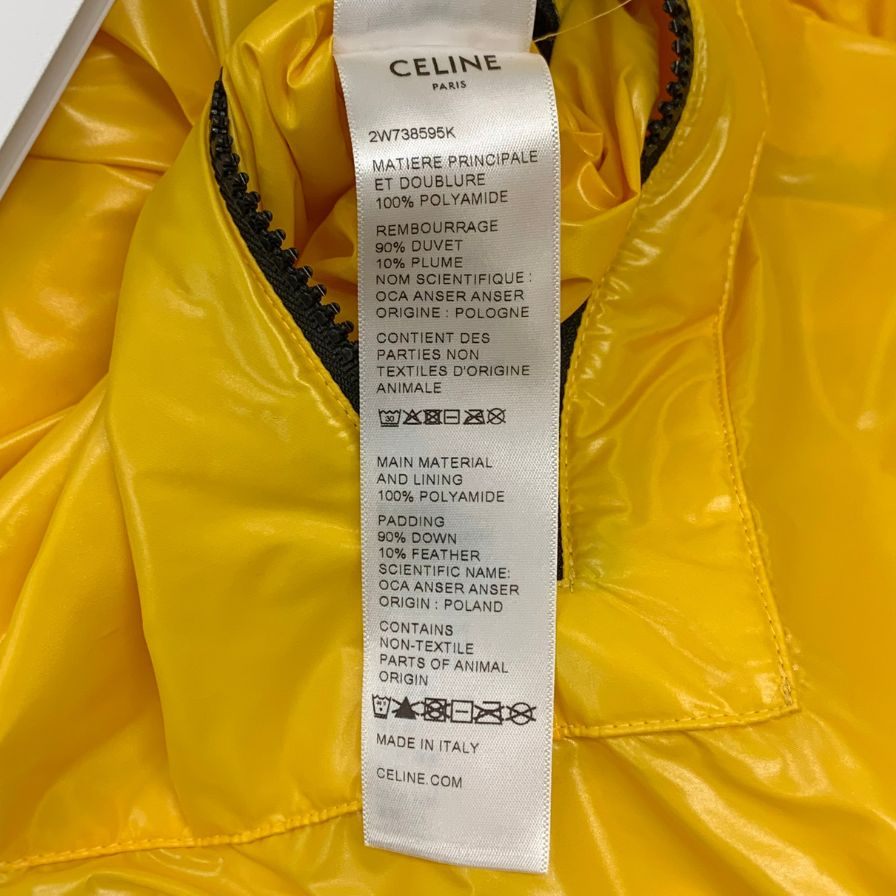 CELINE
PARIS
2W738595K
MATIERE PRINCIPALE
ET DOUBLURE
100% POLYAMIDE
REMBOURRAGE
90% DUVET
10% PLUME
NOM SCIENTIFIQUE :
OCA ANSER ANSER
ORIGINE : POLOGNE
CONTIENT DES
PARTIES NON
TEXTILES D'ORIGINE
ANIMALE
30
MAIN MATERIAL
AND LINING
100% POLYAMIDE
PADDING
90% DOWN
10% FEATHER
SCIENTIFIC NAME:
OCA ANSER ANSER
ORIGIN : POLAND
CONTAINS
NON-TEXTILE
PARTS OF ANIMAL
ORIGIN
MADE IN ITALY
CELINE.COM